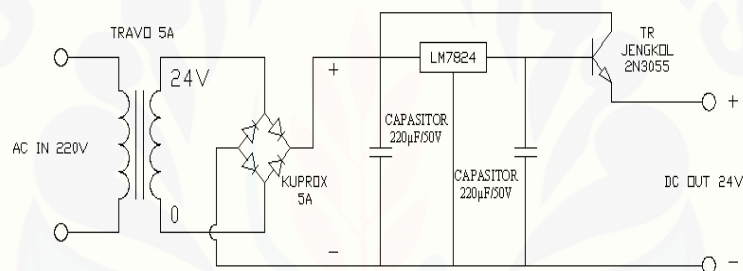 TRAVO 5A
24V
0
AC IN 220V
KUPROX
5A
+
-
LM7824
CAPASITOR
220µF/50V
CAPASITOR
220µF/50V
TR
JENGKOL
2N3055
+
DC OUT 24V
-